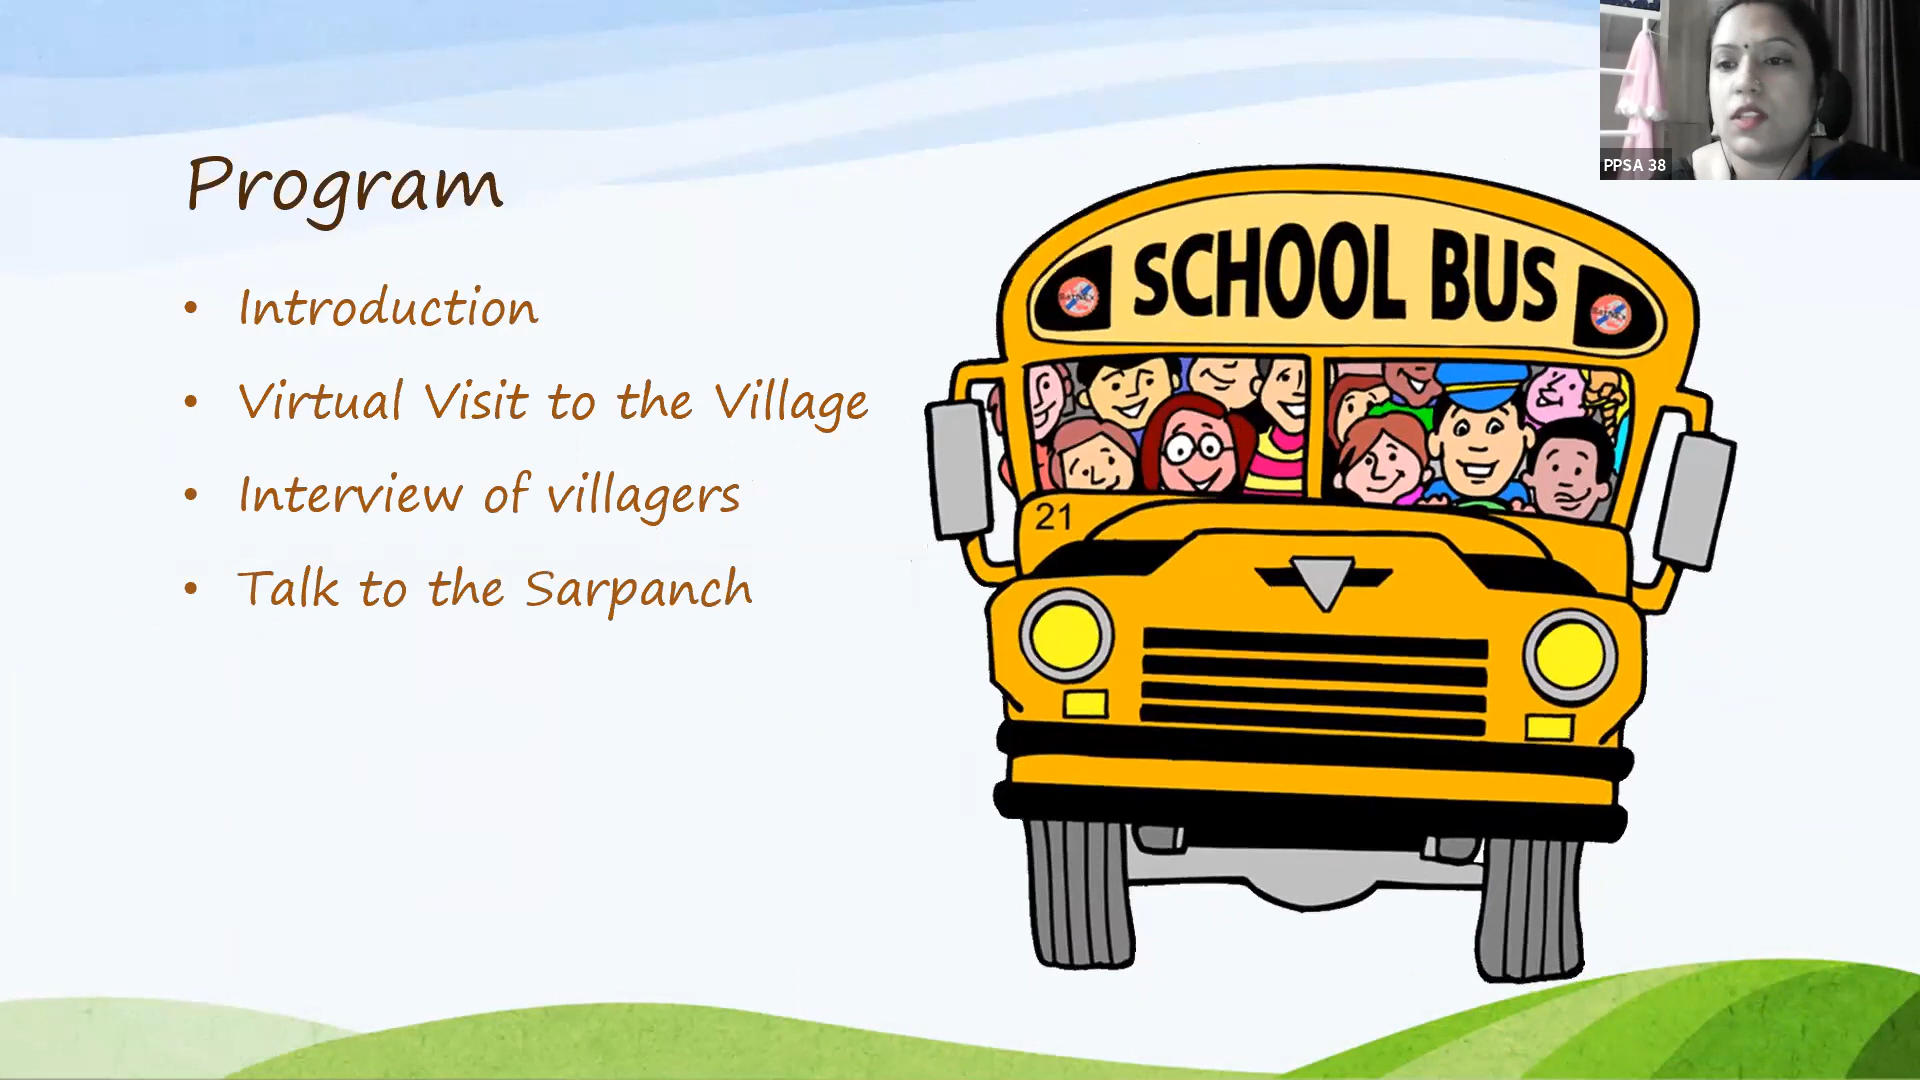 Program
• Introduction
• Virtual Visit to the Village
• Interview of villagers
• Talk to the Sarpanch
SCHOOL BUS
21
PPSA 38